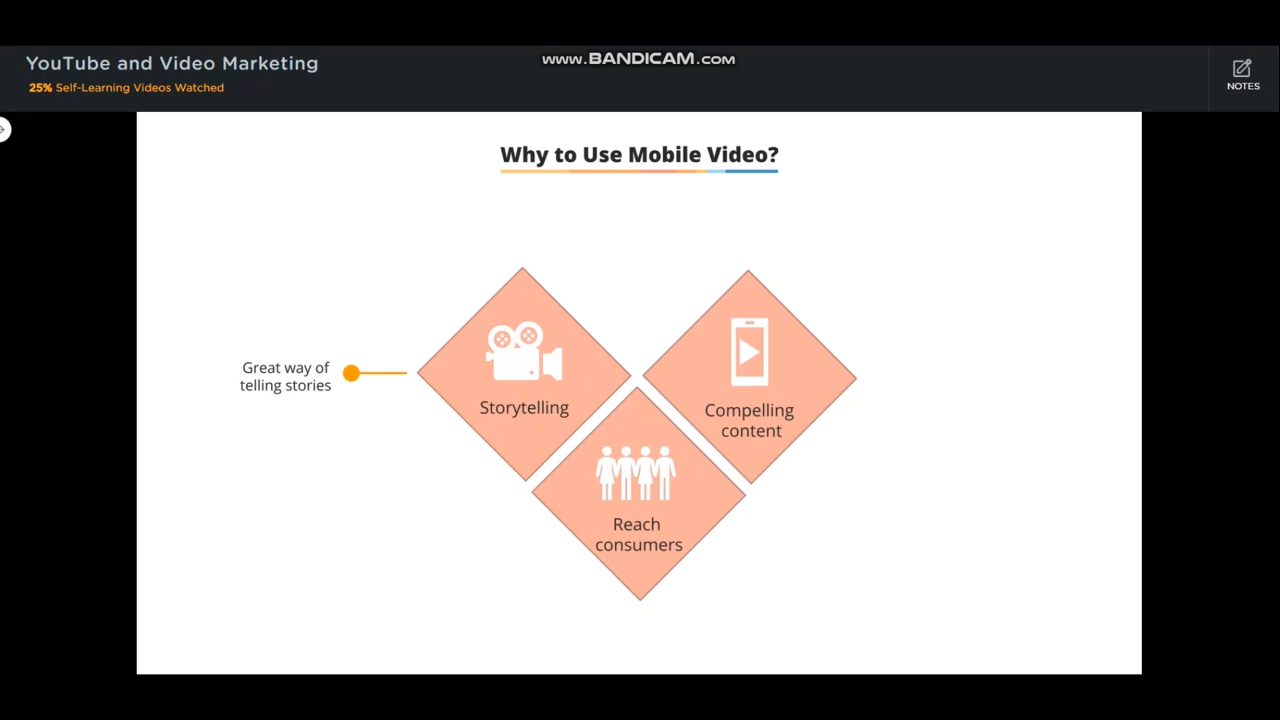 www.BANDICAM.com
YouTube and Video Marketing
25% Self-Learning Videos Watched
NOTES
Why to Use Mobile Video?
Great way of
telling stories
Storytelling
Compelling
content
Reach
consumers